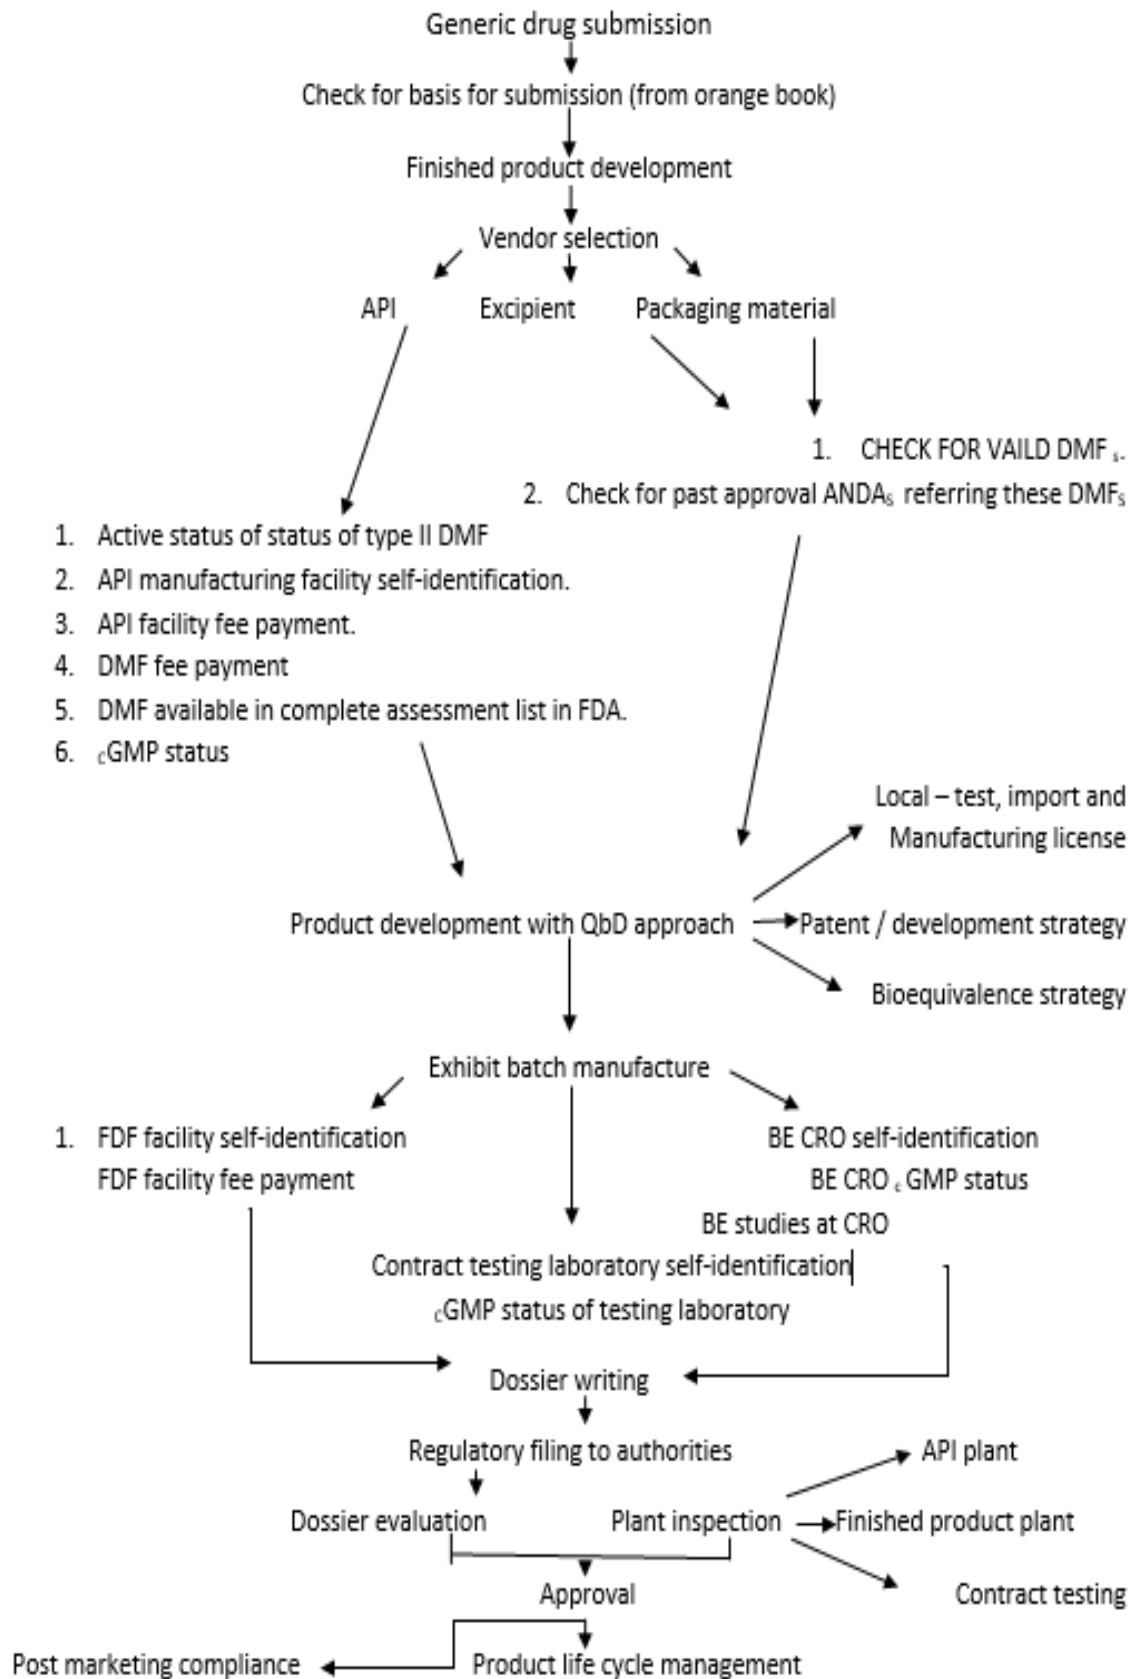 Generic drug submission
Check for basis for submission (from orange book)
Finished product development
Vendor selection
API
Excipient
Packaging material
1. CHECK FOR VAILD DMF s.
2. Check for past approval ANDAs referring these DMFs
1. Active status of status of type II DMF
2. API manufacturing facility self-identification.
3. API facility fee payment.
4. DMF fee payment
5. DMF available in complete assessment list in FDA.
6. cGMP status
Local – test, import and
Manufacturing license
Product development with QbD approach
Patent / development strategy
Bioequivalence strategy
Exhibit batch manufacture
1. FDF facility self-identification
FDF facility fee payment
BE CRO self-identification
BE CRO c GMP status
BE studies at CRO
Contract testing laboratory self-identification
cGMP status of testing laboratory
Dossier writing
Regulatory filing to authorities
API plant
Dossier evaluation
Plant inspection
Finished product plant
Contract testing
Approval
Post marketing compliance
Product life cycle management